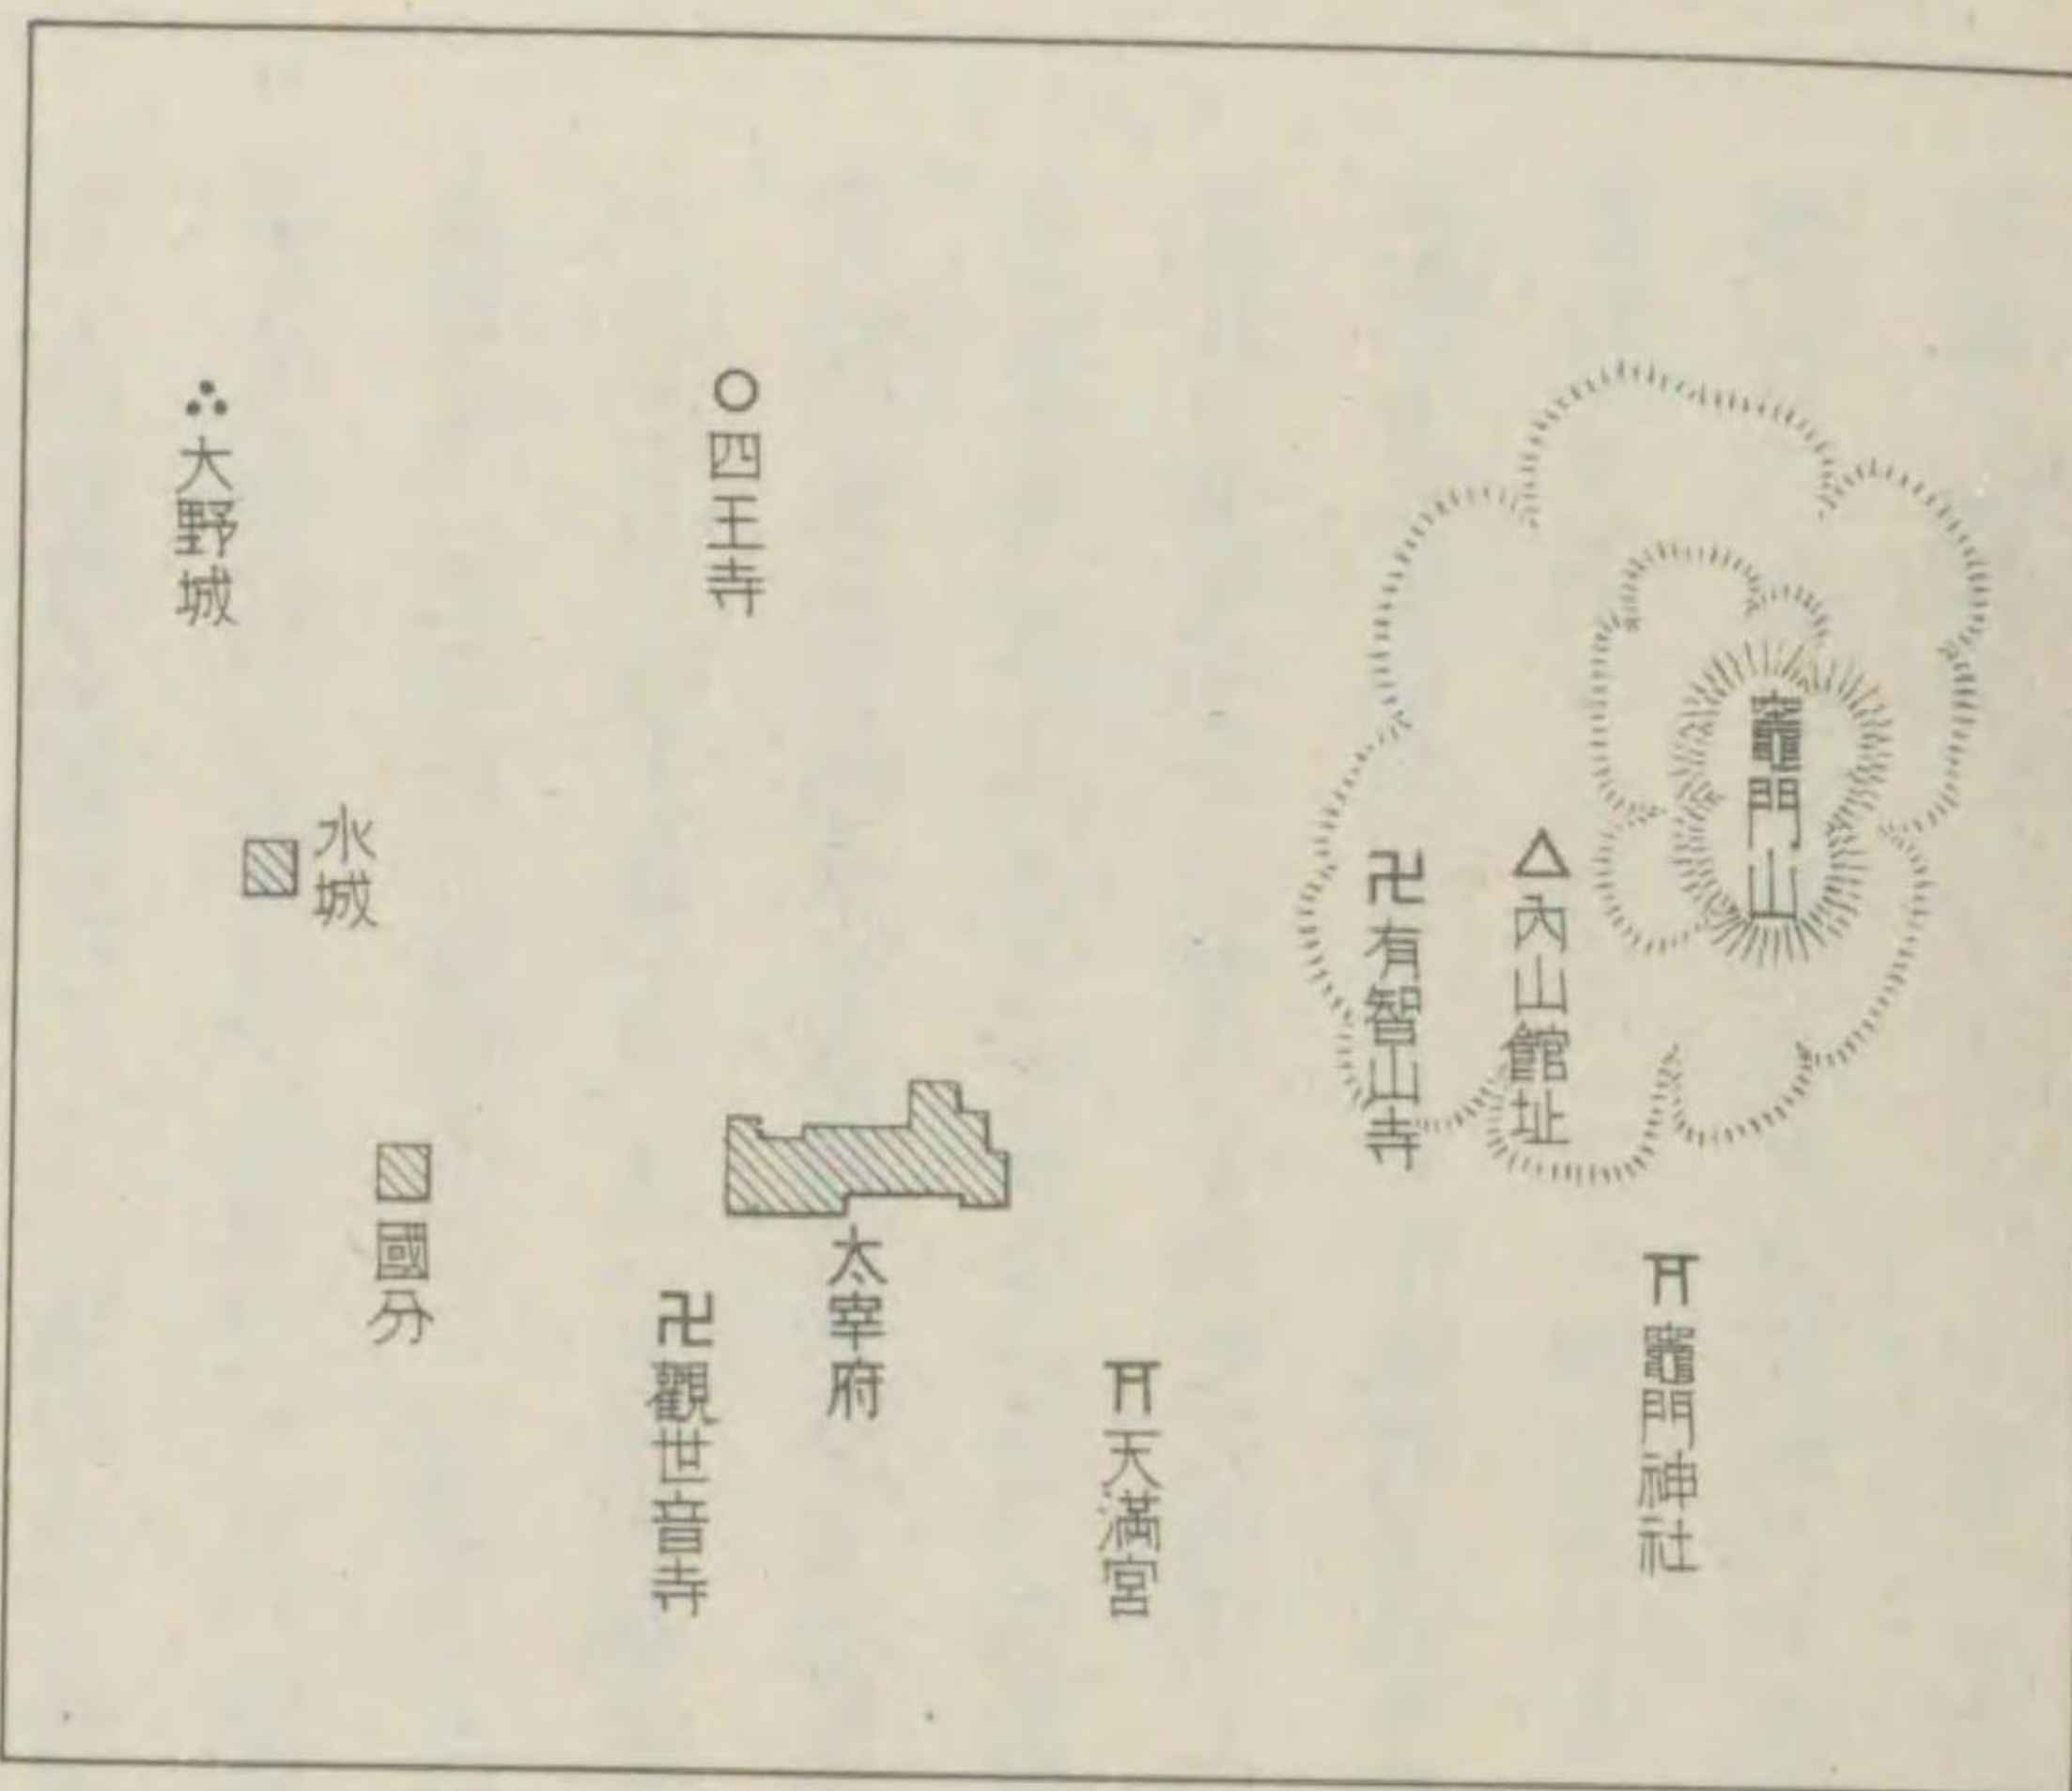 竈門山
竈門神社
內山館址
有智山寺
天滿宮
太宰府
四王寺
觀世音寺
國分
水城
大野城